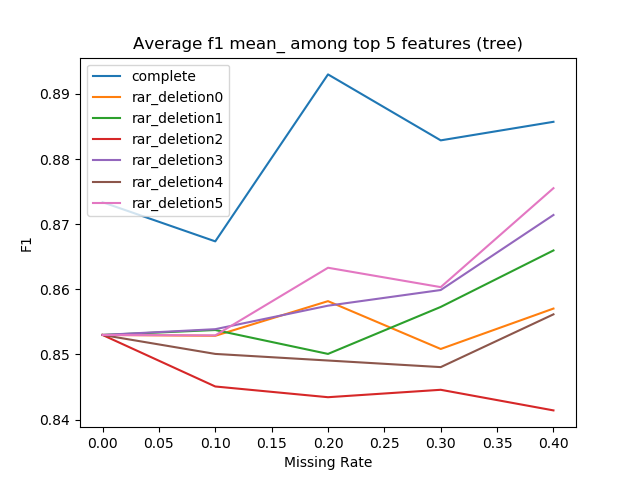 Average f1 mean_ among top 5 features (tree)
complete
rar_deletion0
rar_deletion1
rar_deletion2
rar_deletion3
rar_deletion4
rar_deletion5
F1
0.89
0.88
0.87
0.86
0.85
0.84
0.00 0.05 0.10 0.15 0.20 0.25 0.30 0.35 0.40
Missing Rate